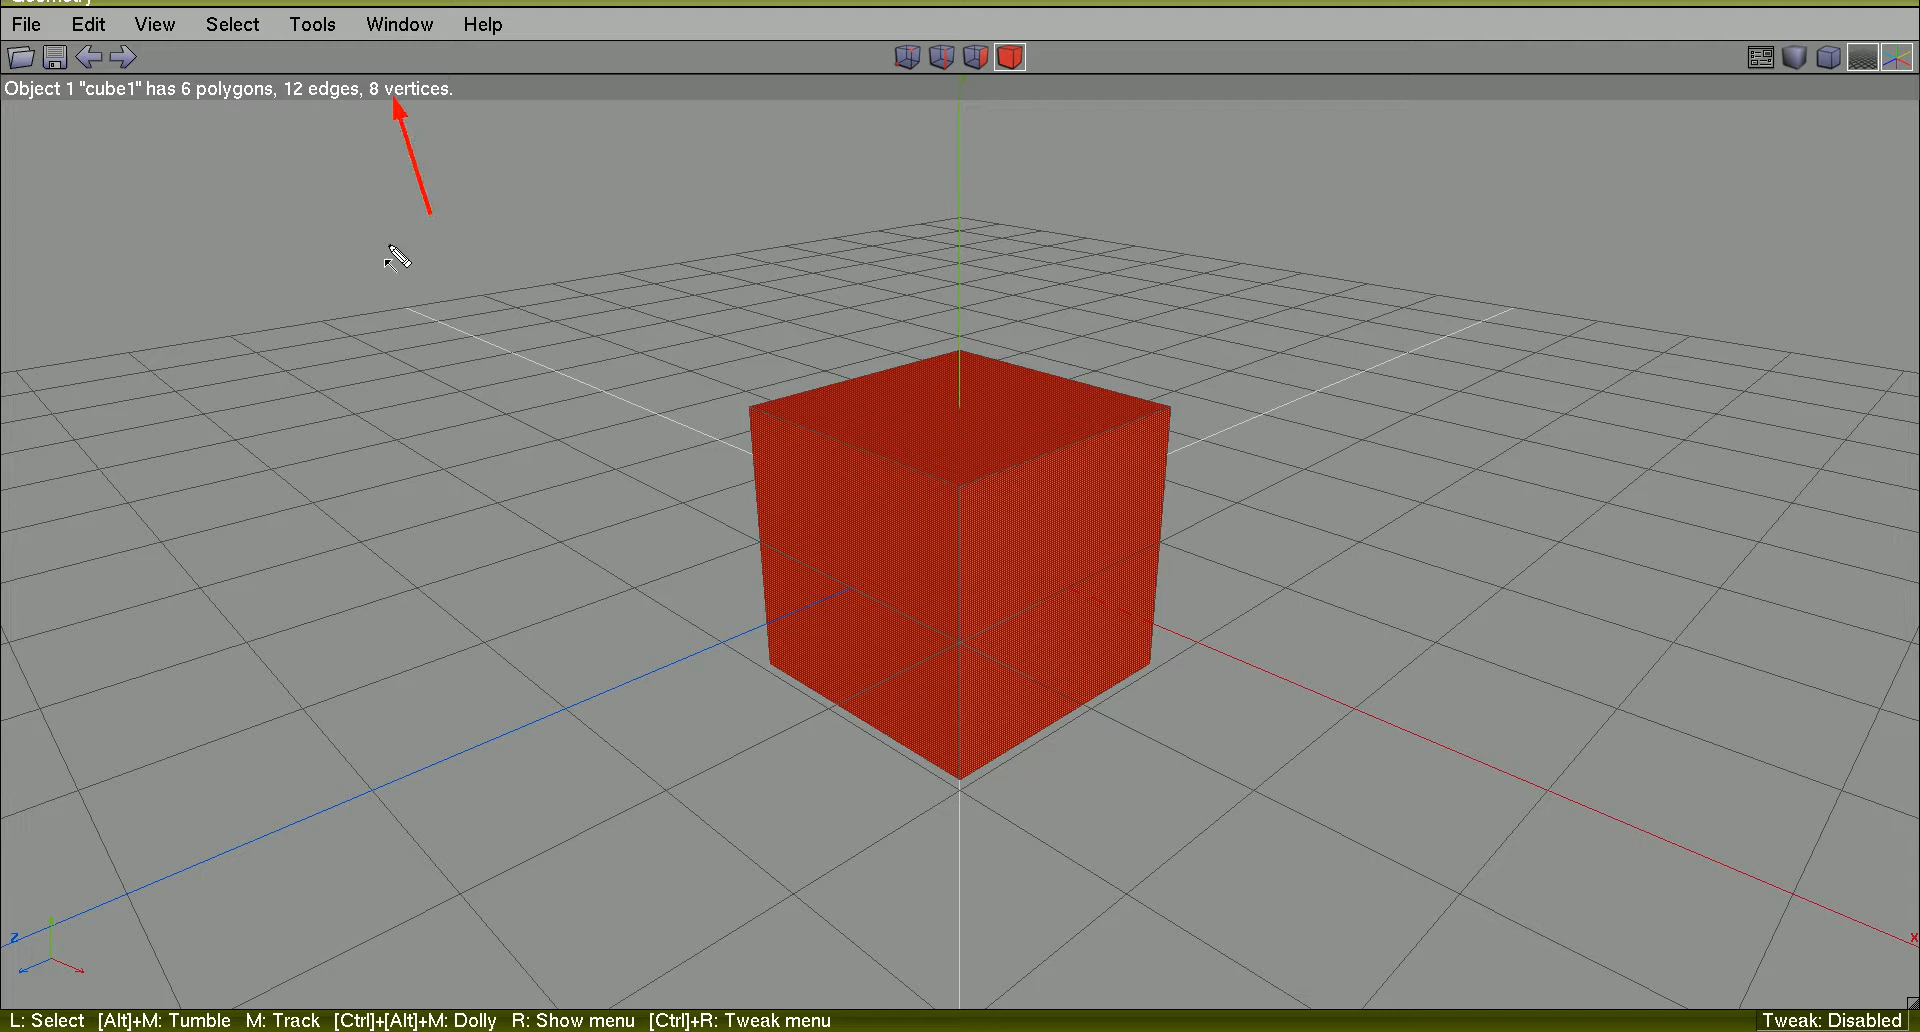 Geometry
File Edit View Select Tools Window Help
Object 1 "cube1" has 6 polygons, 12 edges, 8 vertices.
z
x
L: Select [Alt]+M: Tumble M: Track [Ctrl]+[Alt]+M: Dolly R: Show menu [Ctrl]+R: Tweak menu Tweak: Disabled